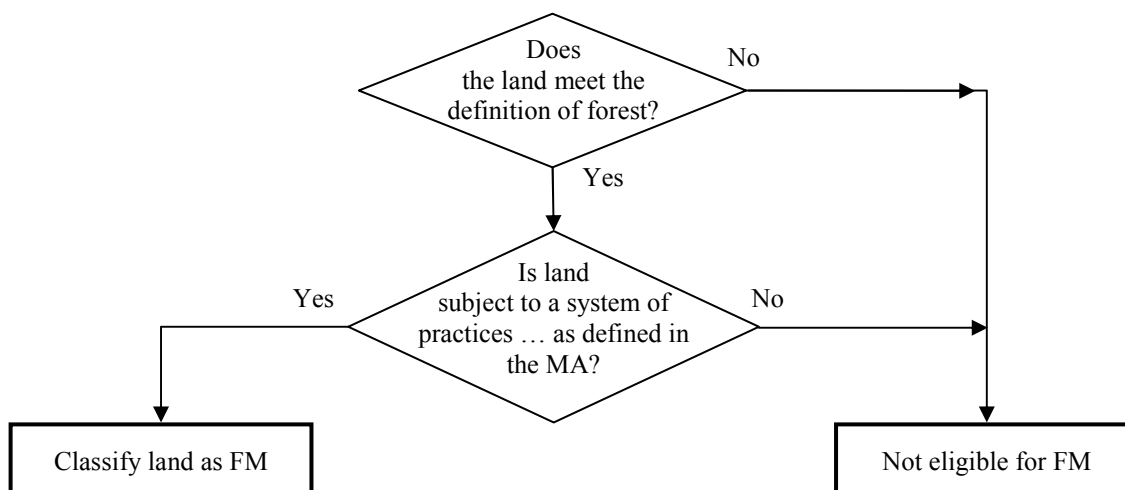 Does
the land meet the
definition of forest?
No
Yes
Is land
subject to a system of
practices … as defined in
the MA?
Yes
No
Classify land as FM
Not eligible for FM